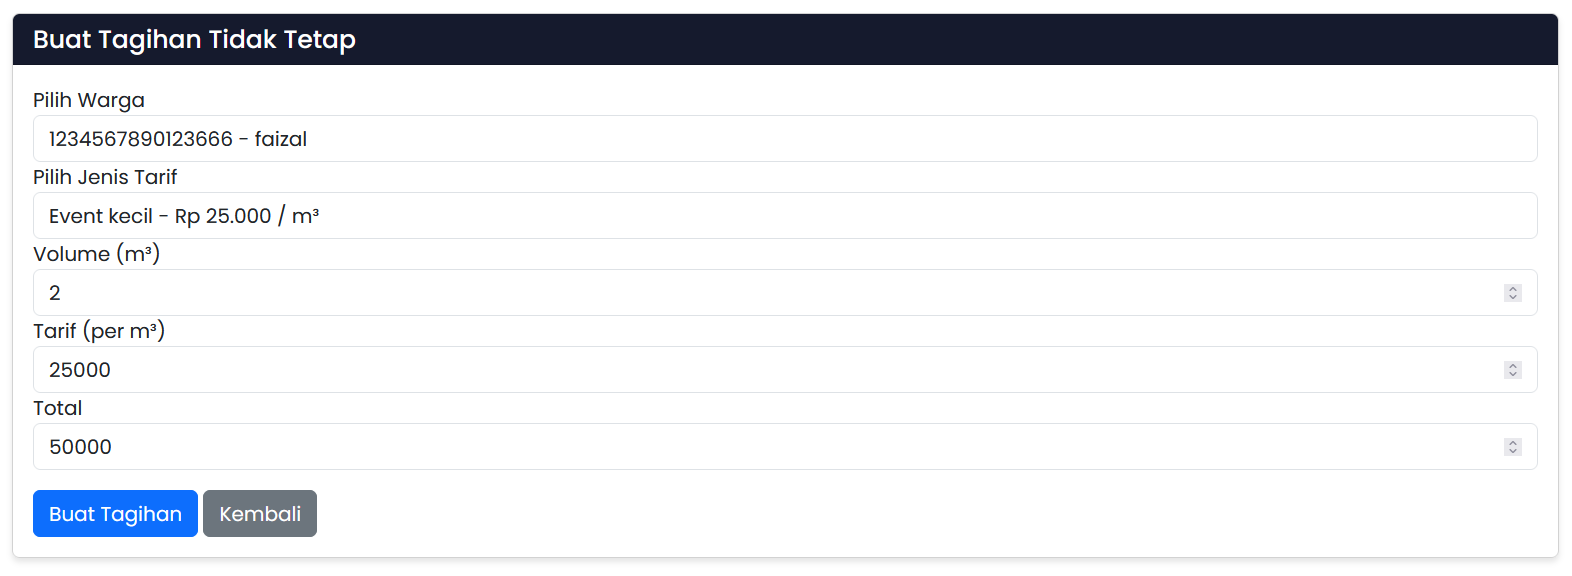 Buat Tagihan Tidak Tetap
Pilih Warga
1234567890123666 - faizal
Pilih Jenis Tarif
Event kecil - Rp 25.000 / m³
Volume (m³)
2
Tarif (per m³)
25000
Total
50000
Buat Tagihan Kembali